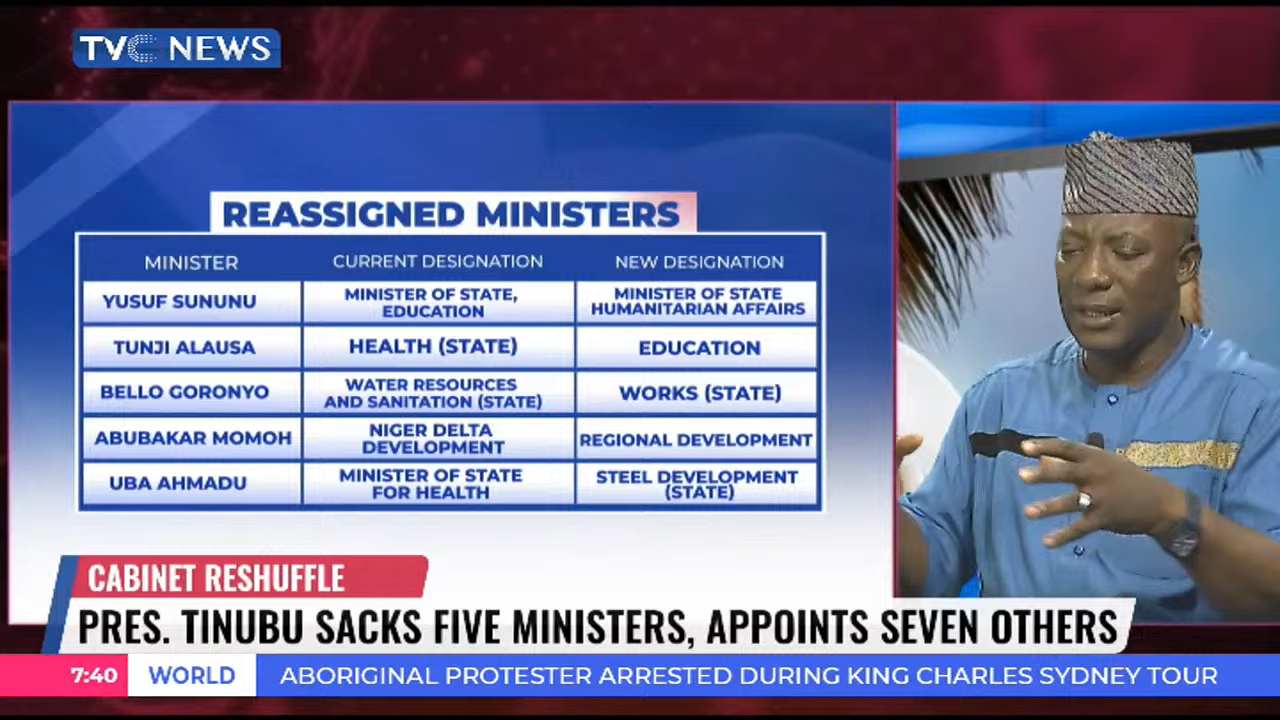 TVC NEWS
REASSIGNED MINISTERS
MINISTER CURRENT DESIGNATION NEW DESIGNATION
YUSUF SUNUNU MINISTER OF STATE, EDUCATION MINISTER OF STATE HUMANITARIAN AFFAIRS
TUNJI ALAUSA HEALTH (STATE) EDUCATION
BELLO GORONYO WATER RESOURCES AND SANITATION (STATE) WORKS (STATE)
ABUBAKAR MOMOH NIGER DELTA DEVELOPMENT REGIONAL DEVELOPMENT
UBA AHMADU MINISTER OF STATE FOR HEALTH STEEL DEVELOPMENT (STATE)
CABINET RESHUFFLE
PRES. TINUBU SACKS FIVE MINISTERS, APPOINTS SEVEN OTHERS
7:40 WORLD ABORIGINAL PROTESTER ARRESTED DURING KING CHARLES SYDNEY TOUR